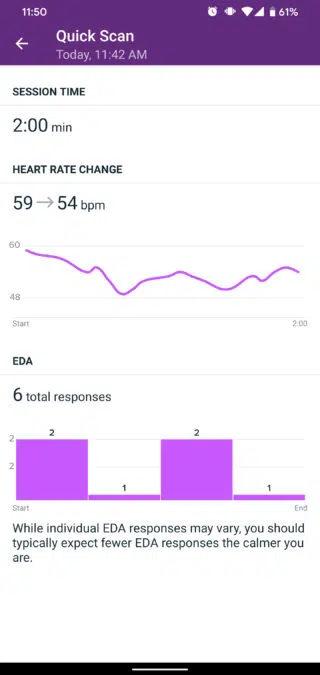 11:50 61%
Quick Scan
Today, 11:42 AM
SESSION TIME
2:00 min
HEART RATE CHANGE
59 → 54 bpm
60
48
Start 2:00
EDA
6 total responses
2 2
2
1 1
2
Start End
While individual EDA responses may vary, you should
typically expect fewer EDA responses the calmer you
are.